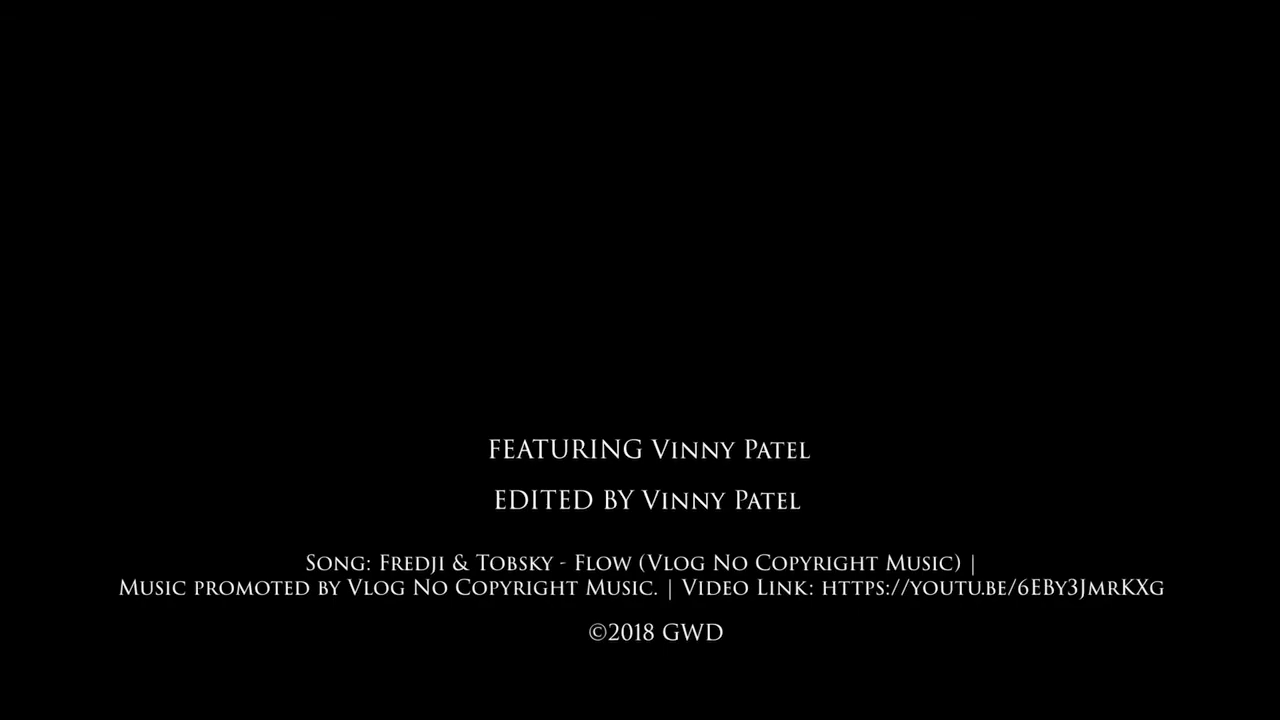 FEATURING Vinny Patel
EDITED BY Vinny Patel
Song: Fredji & Tobsky - Flow (Vlog No Copyright Music) |
Music promoted by Vlog No Copyright Music. | Video Link: https://youtu.be/6EBy3JmrKXg
©2018 GWD